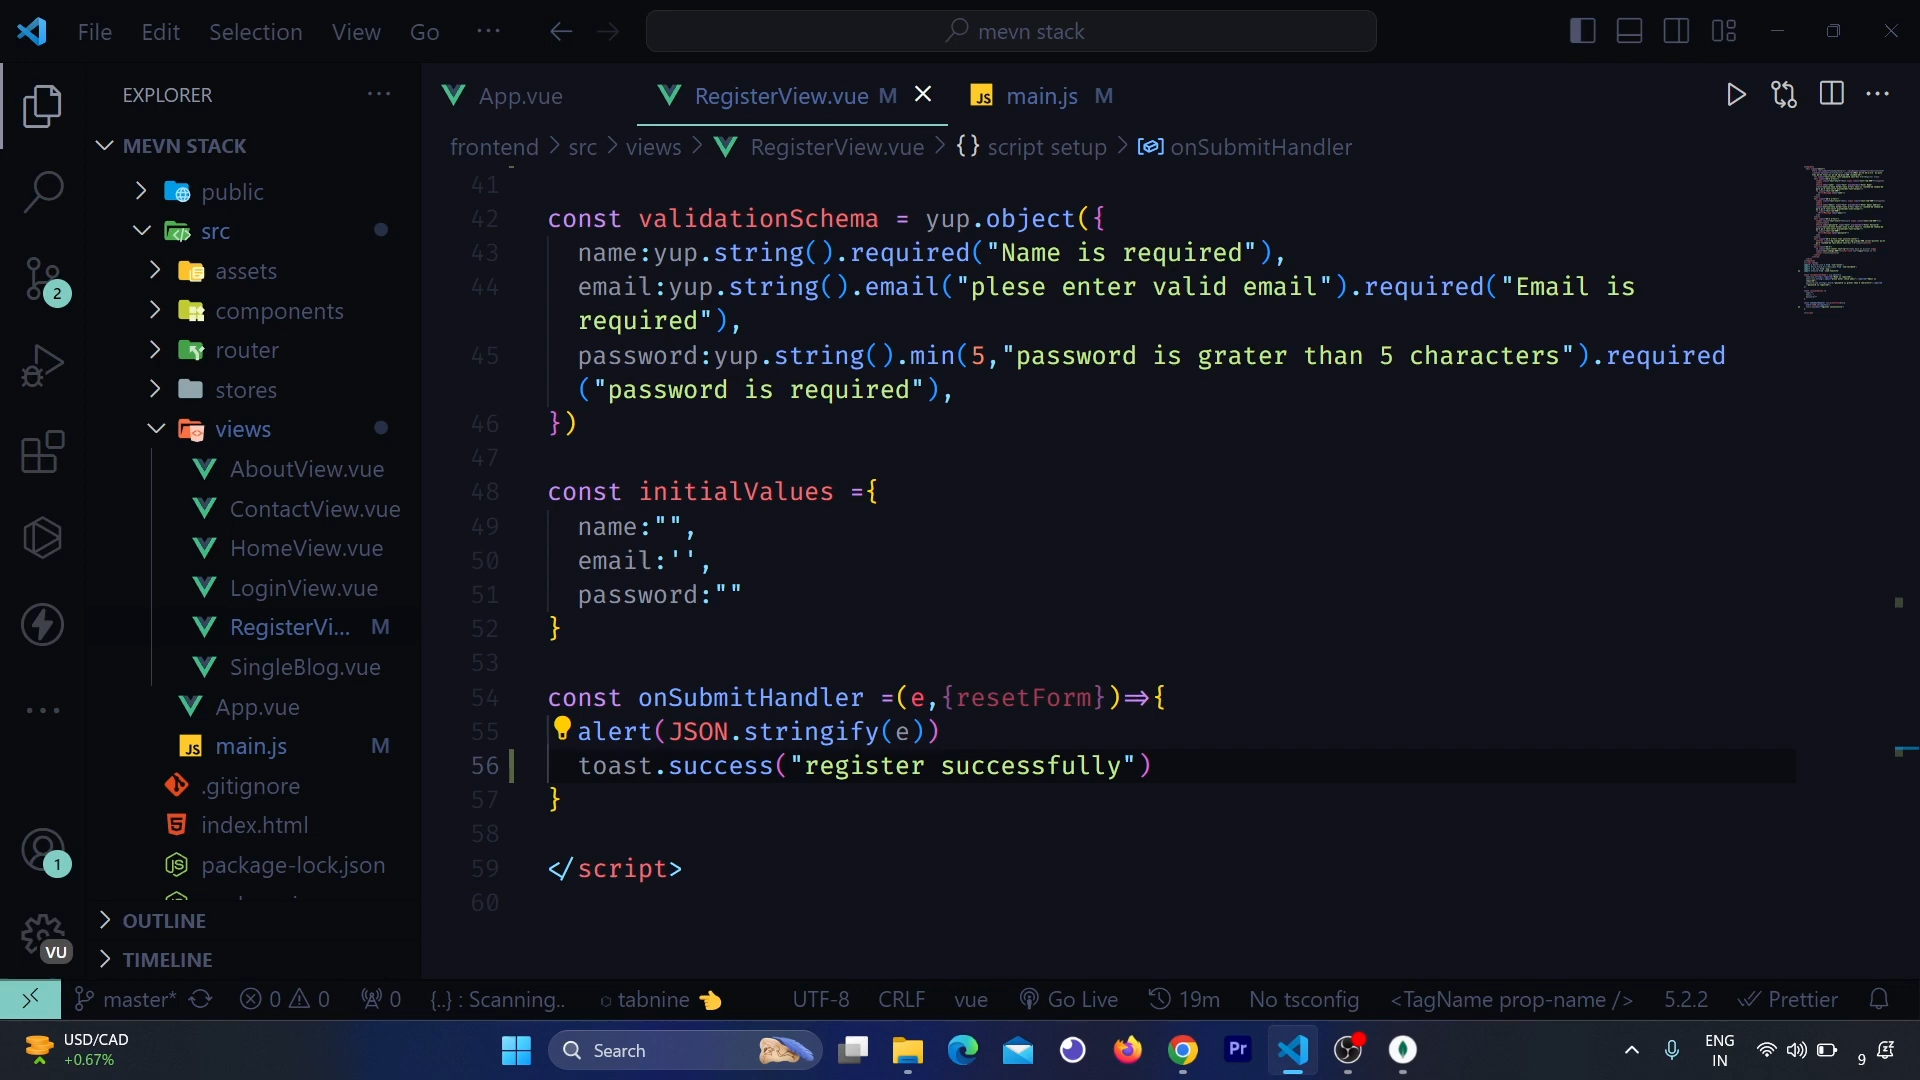 File Edit Selection View Go ··· mevn stack
EXPLORER ···
MEVN STACK
public
src
assets
components
router
stores
views
AboutView.vue
ContactView.vue
HomeView.vue
LoginView.vue
RegisterVi... M
SingleBlog.vue
App.vue
main.js M
.gitignore
index.html
package-lock.json
OUTLINE
TIMELINE
2
1
VU
App.vue RegisterView.vue M main.js M
frontend > src > views > RegisterView.vue > {} script setup > onSubmitHandler
41
42 const validationSchema = yup.object({
43 name:yup.string().required("Name is required"),
44 email:yup.string().email("plese enter valid email").required("Email is
required"),
45 password:yup.string().min(5,"password is grater than 5 characters").required
("password is required"),
46 })
47
48 const initialValues ={
49 name:"",
50 email:'',
51 password:""
52 }
53
54 const onSubmitHandler =(e,{resetForm})=>{
55 alert(JSON.stringify(e))
56 toast.success("register successfully")
57 }
58
59 </script>
60
master* 0 0 0 {..} : Scanning.. tabnine UTF-8 CRLF vue Go Live 19m No tsconfig <TagName prop-name /> 5.2.2 Prettier
USD/CAD
+0.67%
Search
Pr
ENG
IN
9